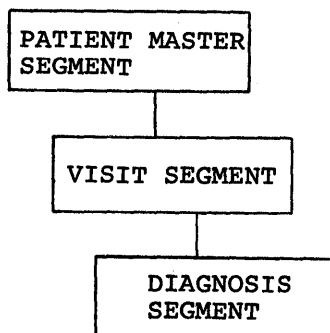 PATIENT MASTER
SEGMENT
VISIT SEGMENT
DIAGNOSIS
SEGMENT